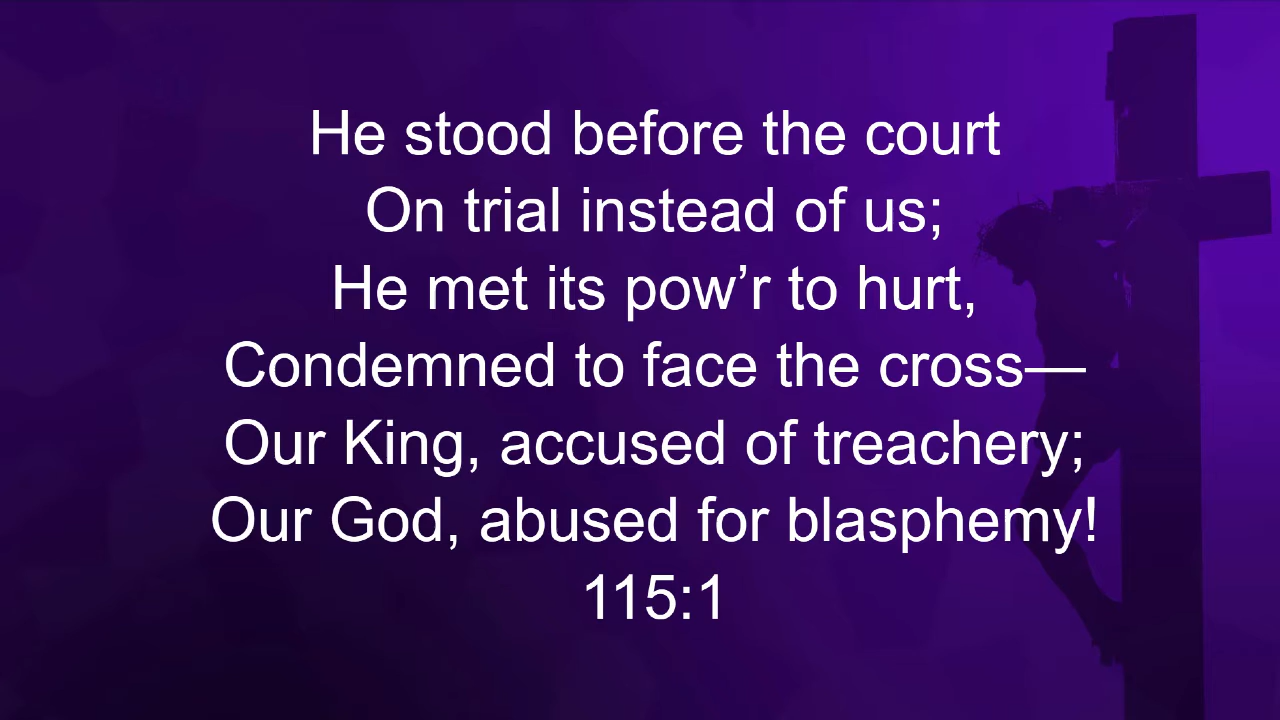 He stood before the court
On trial instead of us;
He met its pow’r to hurt,
Condemned to face the cross—
Our King, accused of treachery;
Our God, abused for blasphemy!
115:1